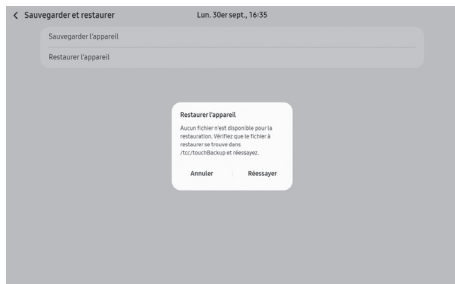 Sauvegarder et restaurer
Lun. 30er sept., 16:35
Sauvegarder l'appareil
Restaurer l'appareil
Restaurer l'appareil
Aucun fichier n'est disponible pour la
restauration. Vérifiez que le fichier à
restaurer se trouve dans
/tcc/touchBackup et réessayez.
Annuler
Réessayer